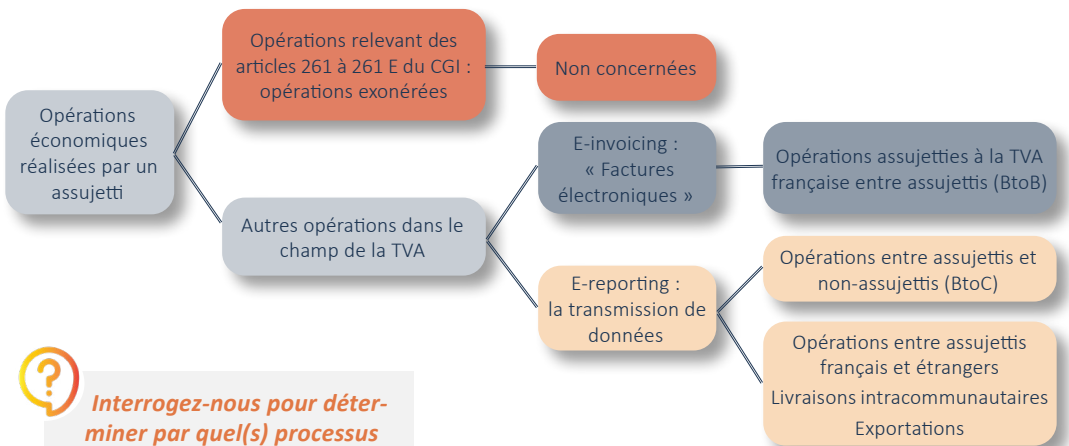 Opérations
économiques
réalisées par un
assujetti
Opérations relevant des
articles 261 à 261 E du CGI :
opérations exonérées
Non concernées
Autres opérations dans le
champ de la TVA
E-invoicing :
« Factures
électroniques »
Opérations assujetties à la TVA
française entre assujettis (BtoB)
E-reporting :
la transmission de
données
Opérations entre assujettis et
non-assujettis (BtoC)
Opérations entre assujettis
français et étrangers
Livraisons intracommunautaires
Exportations
?
Interrogez-nous pour déter-
miner par quel(s) processus